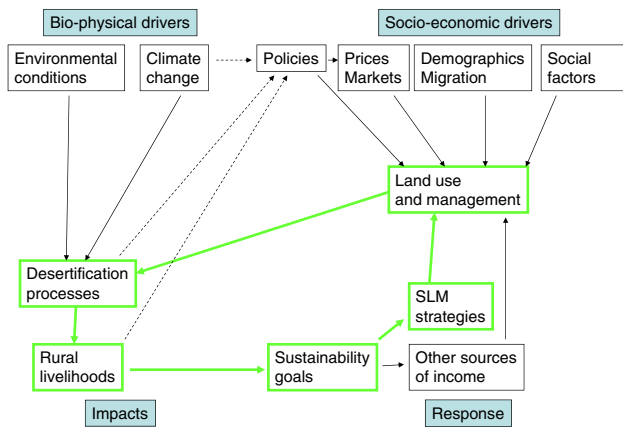 Bio-physical drivers
Socio-economic drivers
Environmental
conditions
Climate
change
Policies
Prices
Markets
Demographics
Migration
Social
factors
Land use
and management
Desertification
processes
SLM
strategies
Rural
livelihoods
Sustainability
goals
Other sources
of income
Impacts
Response